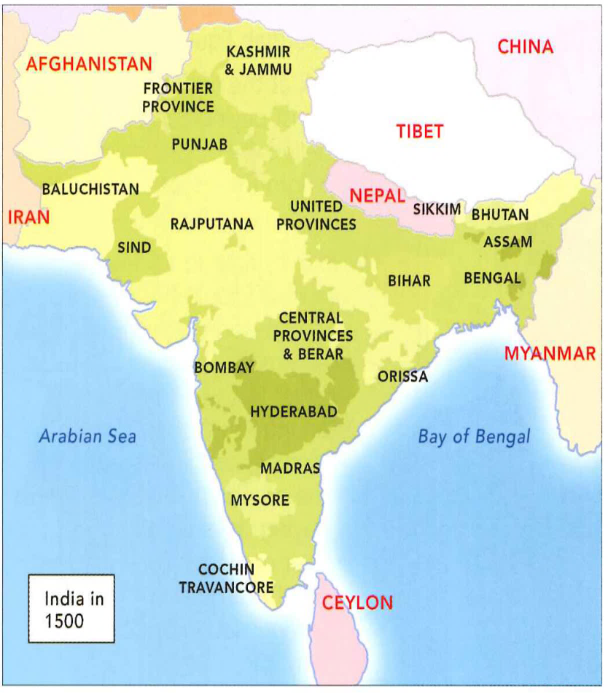 CHINA
KASHMIR
& JAMMU
AFGHANISTAN
FRONTIER
PROVINCE
TIBET
PUNJAB
BALUCHISTAN
NEPAL
IRAN
RAJPUTANA
UNITED
PROVINCES
SIKKIM
BHUTAN
SIND
ASSAM
BIHAR
BENGAL
CENTRAL
PROVINCES
& BERAR
MYANMAR
BOMBAY
ORISSA
HYDERABAD
Arabian Sea
Bay of Bengal
MADRAS
MYSORE
COCHIN
TRAVANCORE
India in
1500
CEYLON